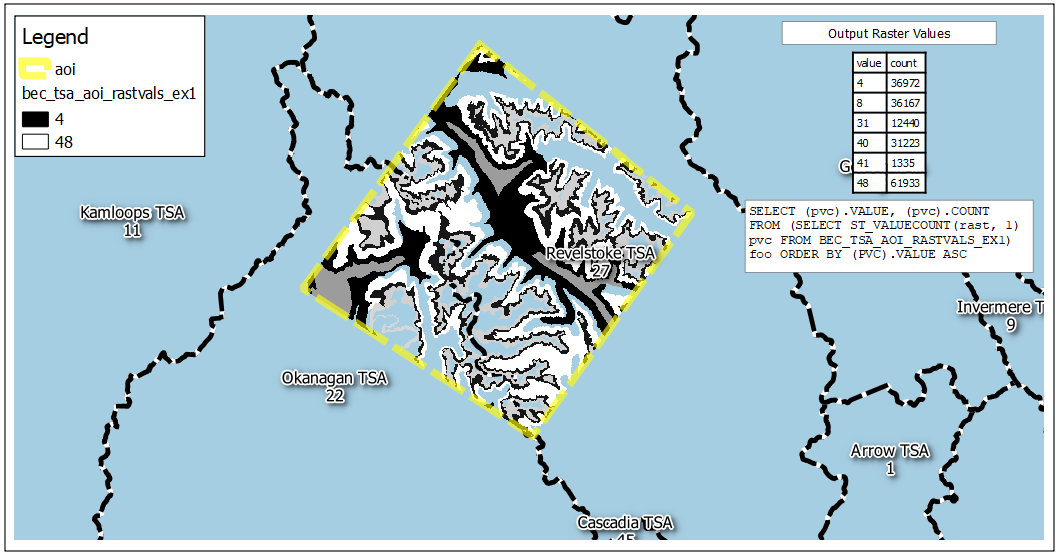 Legend
aoi
bec_tsa_aoi_rastvals_ex1
4
48
Output Raster Values
value count
4 36972
8 36167
31 12440
40 31223
41 1335
48 61933
SELECT (pvc).VALUE, (pvc).COUNT
FROM (SELECT ST_VALUECOUNT(rast, 1)
pvc FROM BEC_TSA_AOI_RASTVALS_EX1)
foo ORDER BY (PVC).VALUE ASC
Kamloops TSA
11
Revelstoke TSA
27
Invermere T
9
Okanagan TSA
22
Arrow TSA
1
Cascadia TSA
45